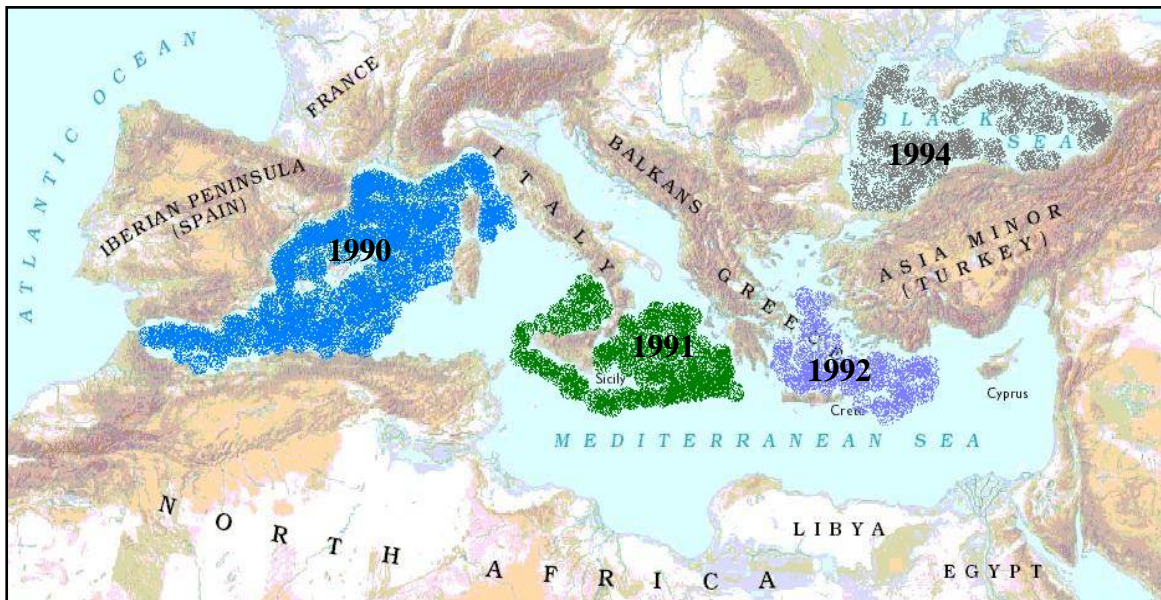 ATLANTIC OCEAN
FRANCE
IBERIAN PENINSULA
(SPAIN)
ITALY
BALKANS
GREECE
BLACK SEA
ASIA MINOR
(TURKEY)
1990
1991
1992
1994
Sicily
Crete
Cyprus
MEDITERRANEAN SEA
NORTH AFRICA
LIBYA
EGYPT